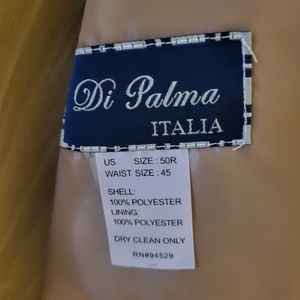 Di Palma
ITALIA
US SIZE : 50R
WAIST SIZE : 45
SHELL:
100% POLYESTER
LINING:
100% POLYESTER
DRY CLEAN ONLY
RN#94529